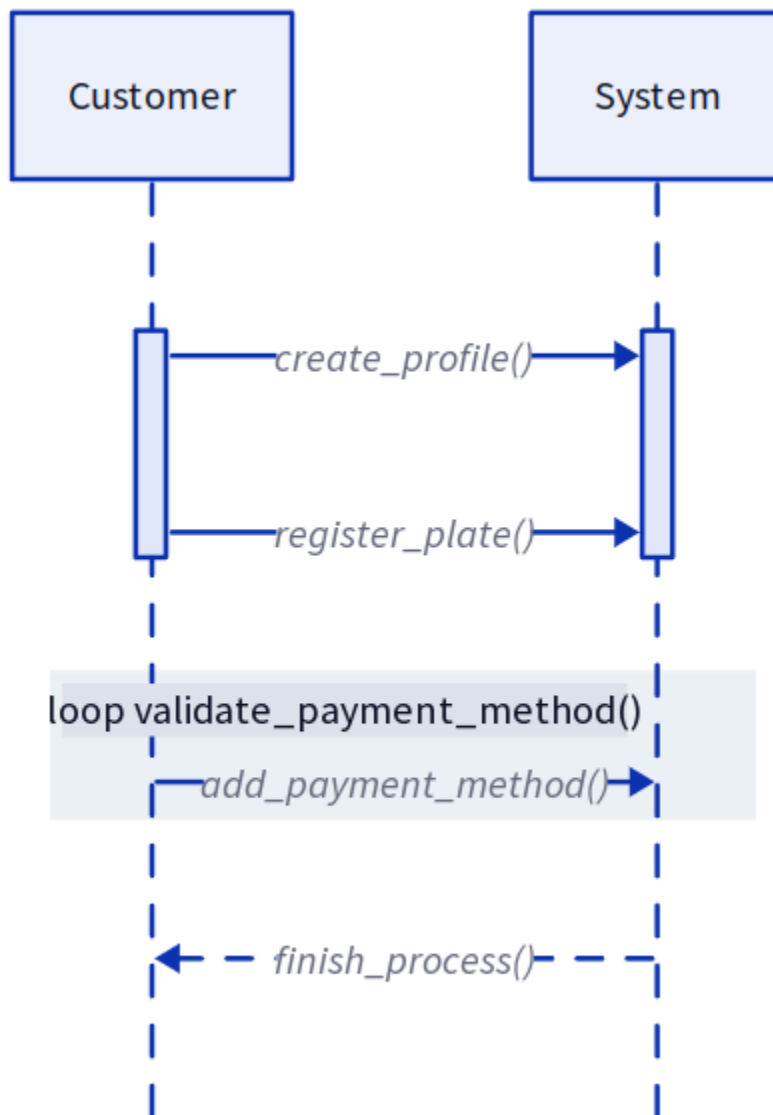 Customer
System
create_profile()
register_plate()
loop validate_payment_method()
add_payment_method()
finish_process()